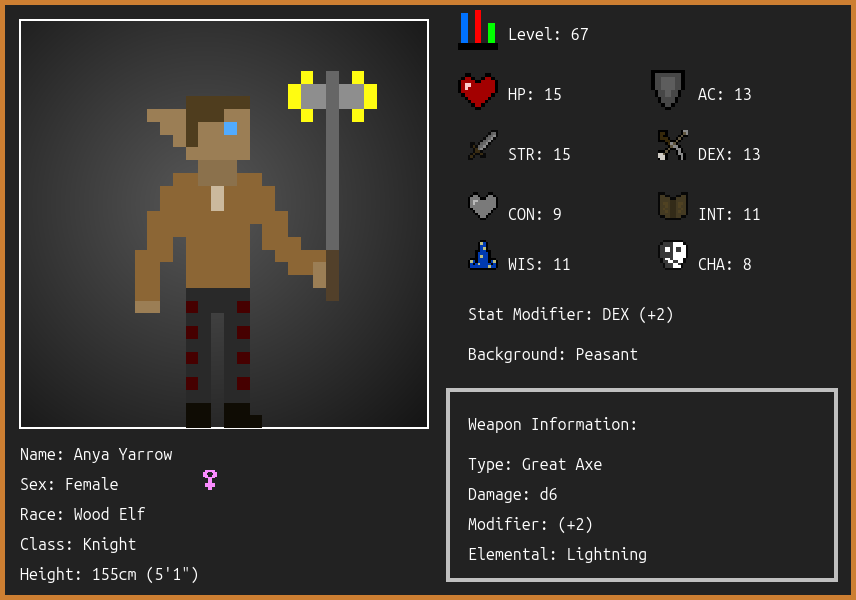 Level: 67
HP: 15
AC: 13
STR: 15
DEX: 13
CON: 9
INT: 11
WIS: 11
CHA: 8
Stat Modifier: DEX (+2)
Background: Peasant
Weapon Information:
Type: Great Axe
Damage: d6
Modifier: (+2)
Elemental: Lightning
Name: Anya Yarrow
Sex: Female
Race: Wood Elf
Class: Knight
Height: 155cm (5'1")